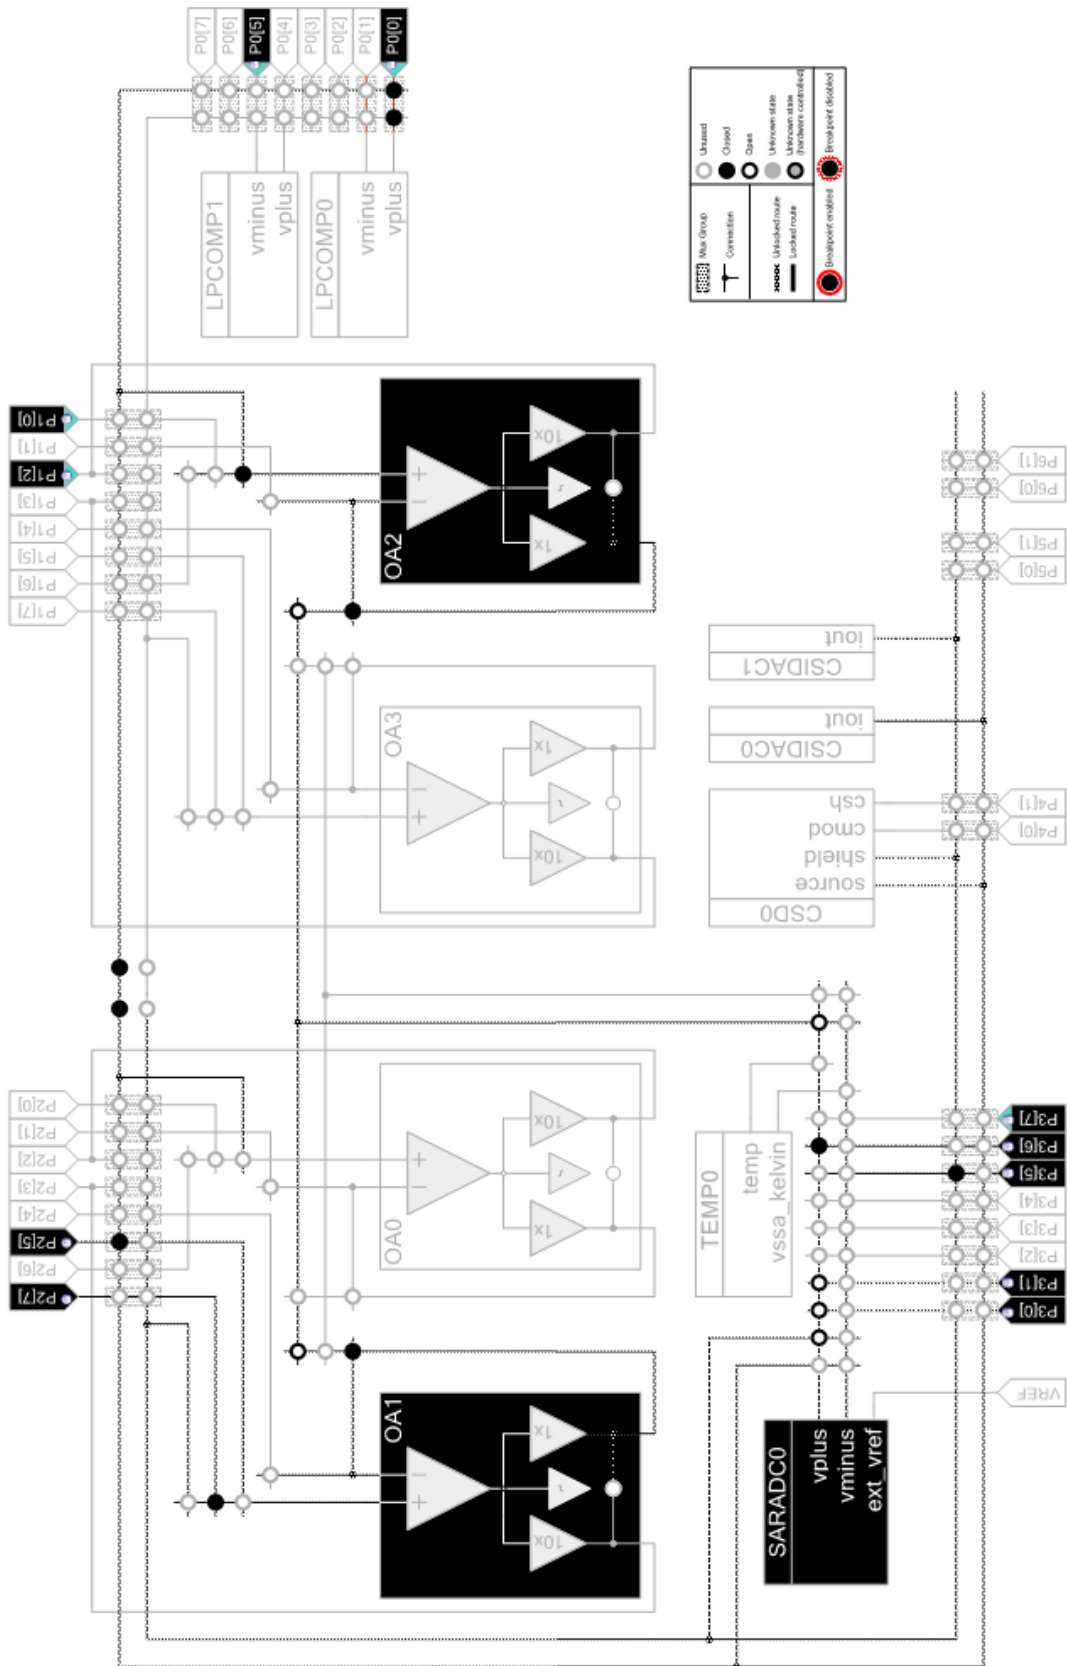 P0[7]
P0[6]
P0[5]
P0[4]
P0[3]
P0[2]
P0[1]
P0[0]
LPCOMP1
vminus
vplus
LPCOMP0
vminus
vplus
Mux Group
Connection
Unlocked route
Locked route
Unused
Closed
Open
Unknown state
Unknown state
(hardware controlled)
Breakpoint enabled
Breakpoint disabled
P1[0]
P1[1]
P1[2]
P1[3]
P1[4]
P1[5]
P1[6]
P1[7]
OA2
+
−
10x
1x
OA3
1x
−
+
10x
P6[1]
P6[0]
P5[1]
P5[0]
iout
CSIDAC1
iout
CSIDAC0
csh
cmod
shield
source
CSD0
P4[1]
P4[0]
P2[0]
P2[1]
P2[2]
P2[3]
P2[4]
P2[5]
P2[6]
P2[7]
OA0
+
−
10x
1x
TEMP0
temp
vssa_kelvin
P3[7]
P3[6]
P3[5]
P3[4]
P3[3]
P3[2]
P3[1]
P3[0]
VREF
OA1
1x
−
+
10x
SARADC0
vplus
vminus
ext_vref